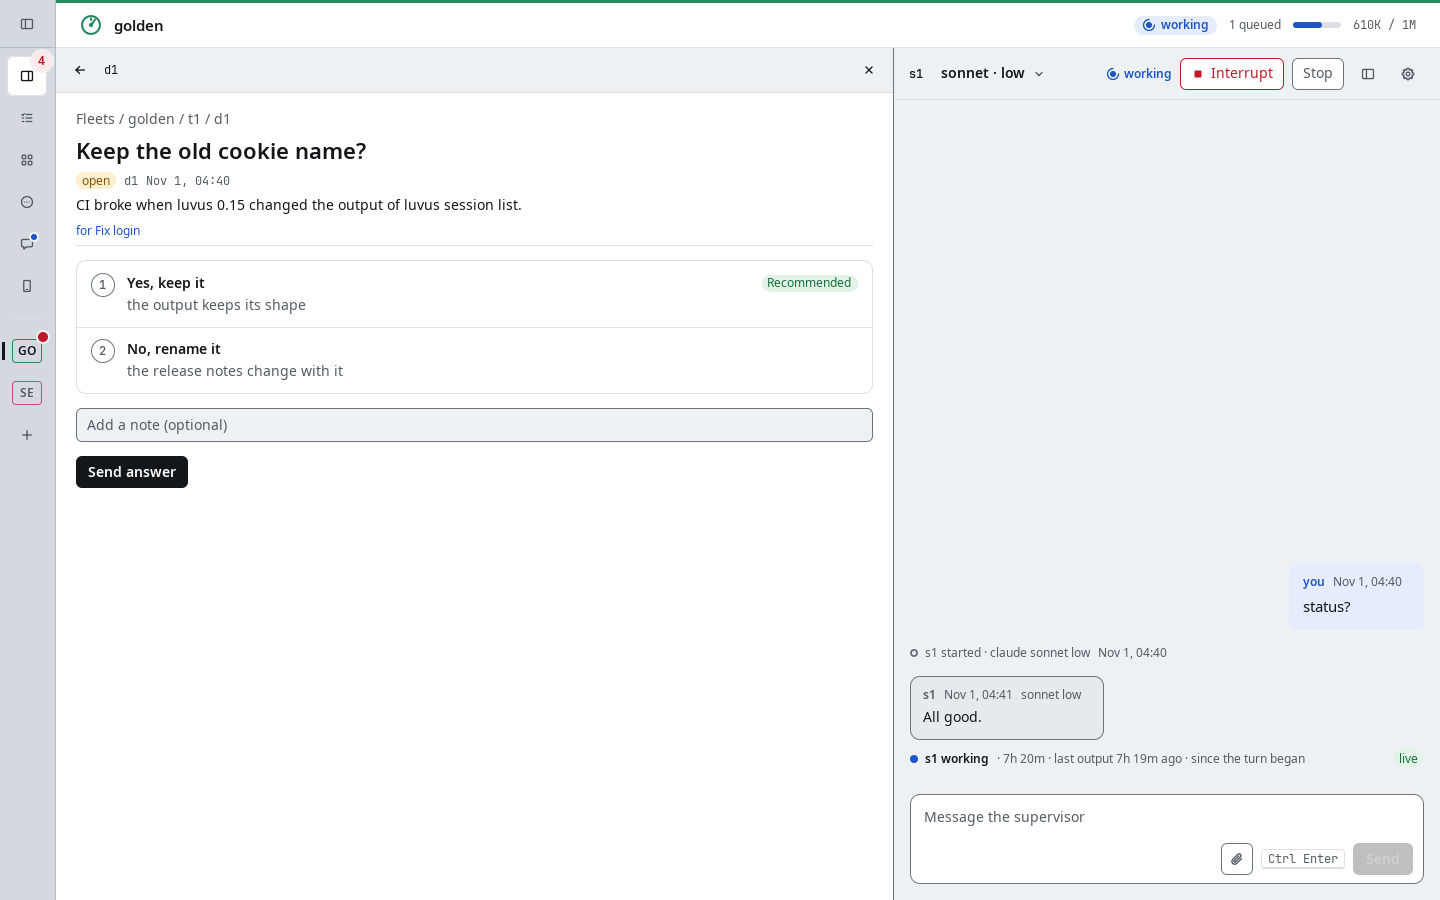 golden
working
1 queued
610K / 1M
4
GO
SE
d1
Fleets / golden / t1 / d1
Keep the old cookie name?
open
d1 Nov 1, 04:40
CI broke when luvus 0.15 changed the output of luvus session list.
for Fix login
1
Yes, keep it
Recommended
the output keeps its shape
2
No, rename it
the release notes change with it
Add a note (optional)
Send answer
s1
sonnet · low
working
Interrupt
Stop
you Nov 1, 04:40
status?
s1 started · claude sonnet low Nov 1, 04:40
s1 Nov 1, 04:41 sonnet low
All good.
s1 working · 7h 20m · last output 7h 19m ago · since the turn began
live
Message the supervisor
Ctrl Enter
Send